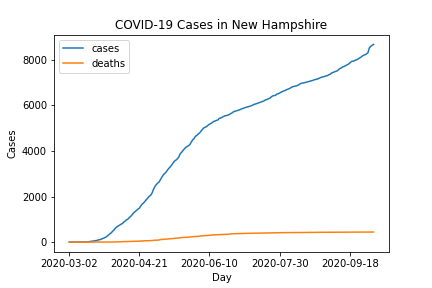 COVID-19 Cases in New Hampshire
cases
deaths
8000
6000
4000
2000
0
Cases
2020-03-02 2020-04-21 2020-06-10 2020-07-30 2020-09-18
Day